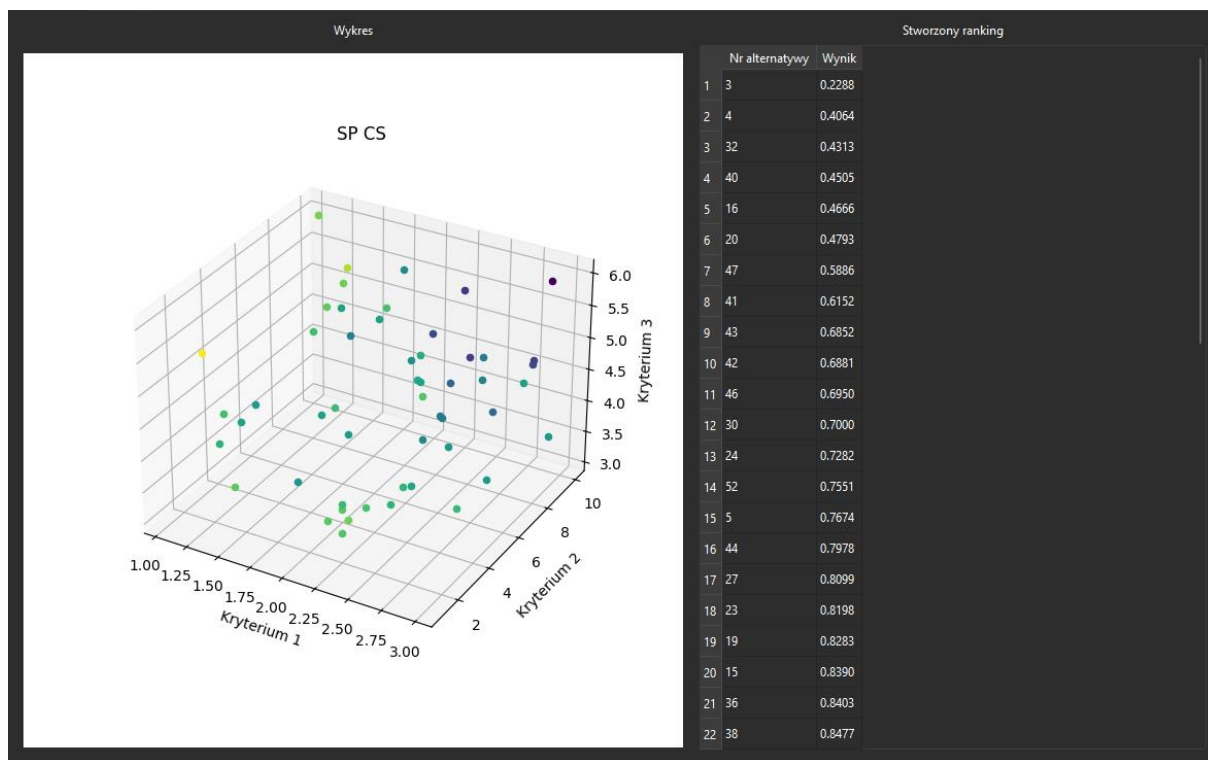 Wykres
SP CS
6.0
5.5
5.0
4.5
4.0
3.5
3.0
Kryterium 3
10
8
6
4
2
Kryterium 2
1.00
1.25
1.50
1.75
2.00
2.25
2.50
2.75
3.00
Kryterium 1
Stworzony ranking
Nr alternatywy Wynik
1 3 0.2288
2 4 0.4064
3 32 0.4313
4 40 0.4505
5 16 0.4666
6 20 0.4793
7 47 0.5886
8 41 0.6152
9 43 0.6852
10 42 0.6881
11 46 0.6950
12 30 0.7000
13 24 0.7282
14 52 0.7551
15 5 0.7674
16 44 0.7978
17 27 0.8099
18 23 0.8198
19 19 0.8283
20 15 0.8390
21 36 0.8403
22 38 0.8477